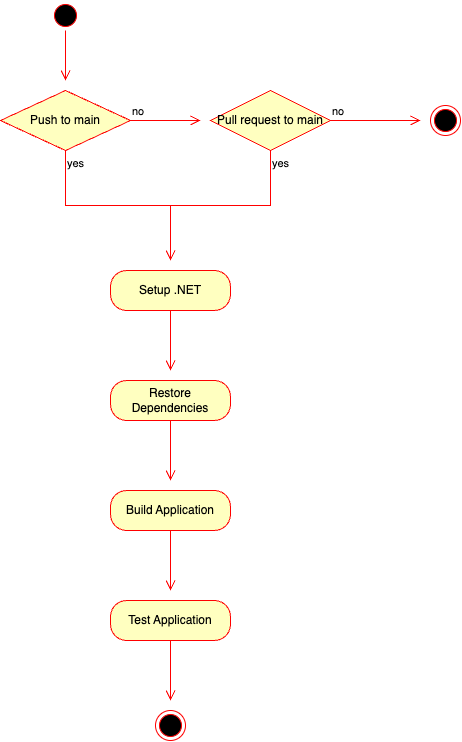 Push to main
no
Pull request to main
no
yes
yes
Setup .NET
Restore
Dependencies
Build Application
Test Application